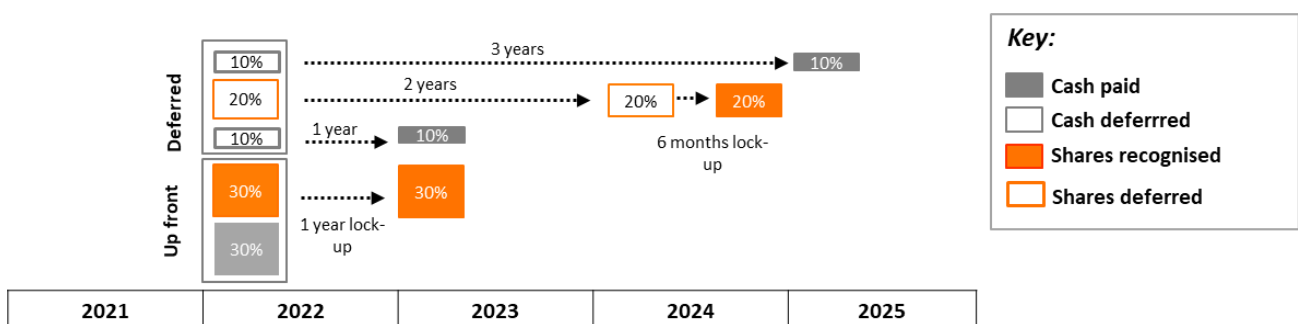 Key:
Cash paid
Cash deferrred
Shares recognised
Shares deferred
Deferred
Up front
10%
3 years
10%
20%
2 years
20%
20%
10%
1 year
10%
6 months lock-
up
30%
30%
1 year lock-
up
30%
2021
2022
2023
2024
2025